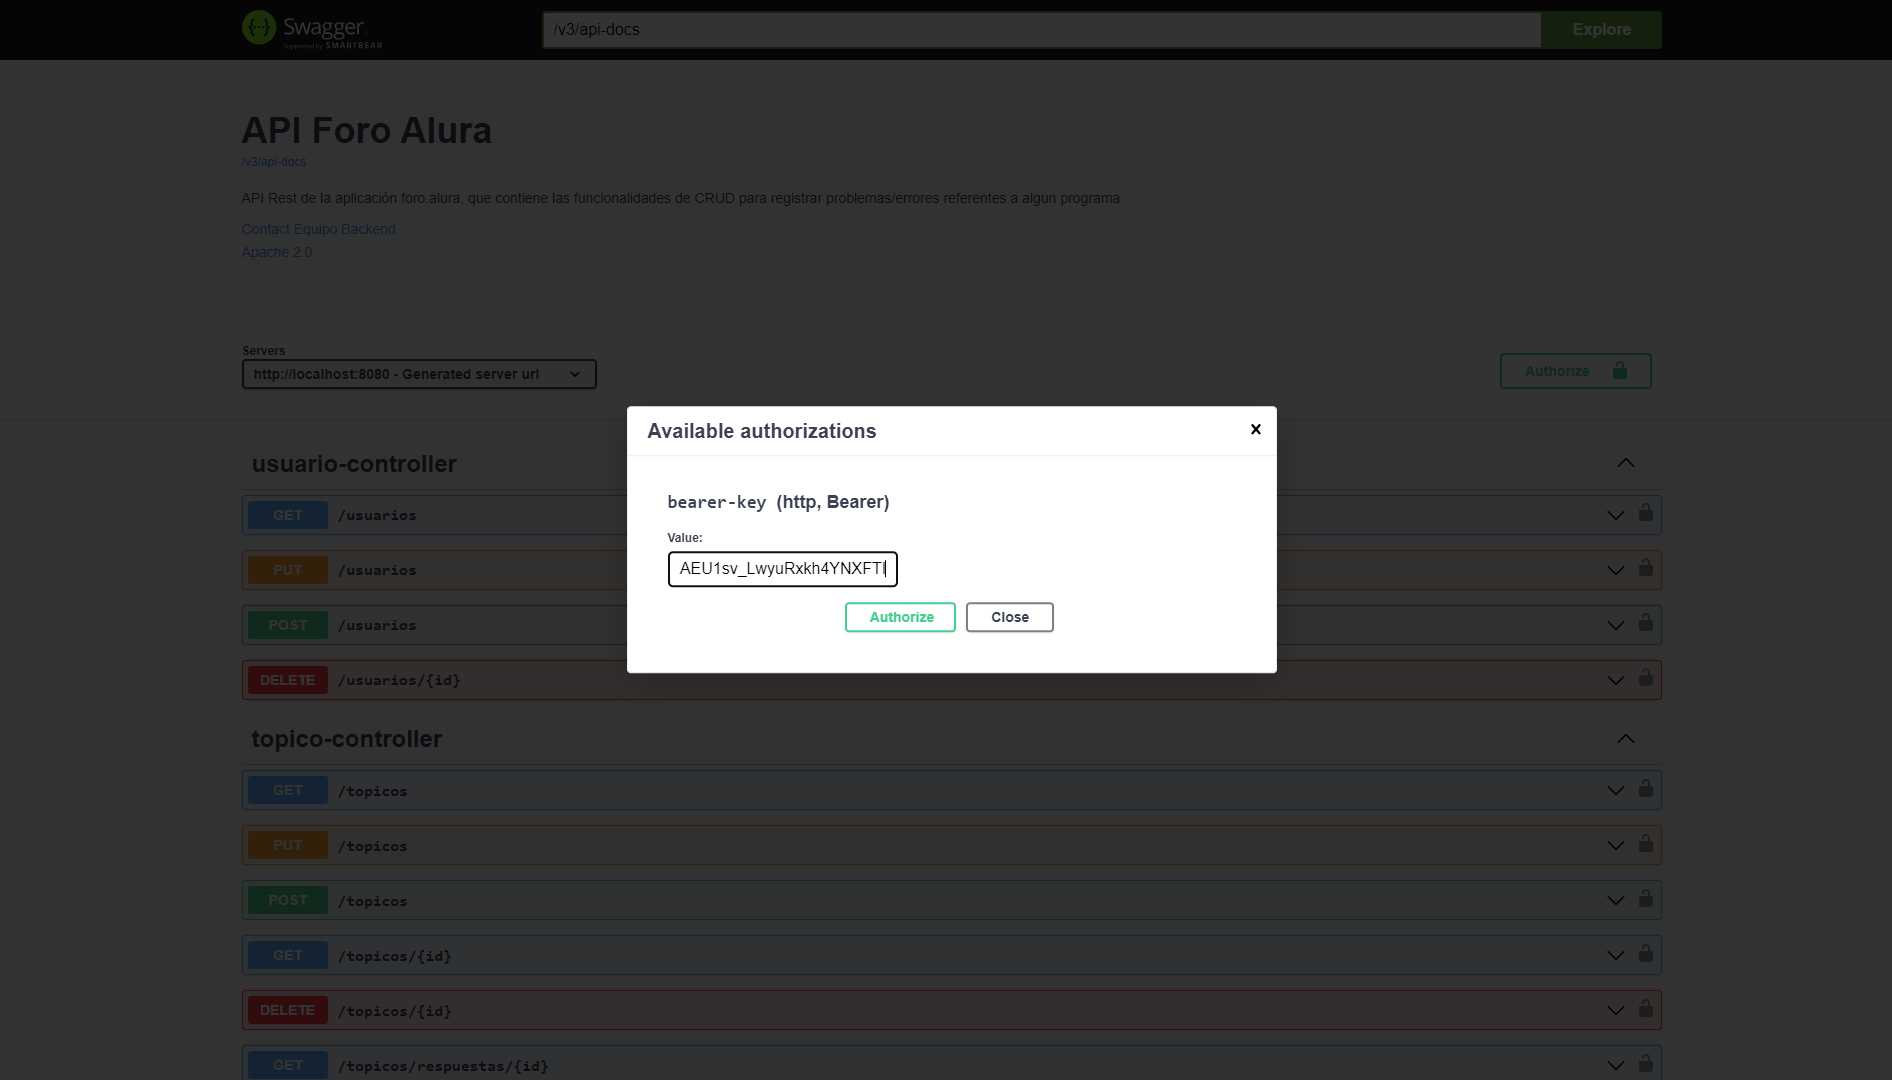 Swagger.
Supported by SMARTBEAR
/v3/api-docs
Explore
API Foro Alura
/v3/api-docs
API Rest de la aplicación foro.alura, que contiene las funcionalidades de CRUD para registrar problemas/errores referentes a algun programa
Contact Equipo Backend
Apache 2.0
Servers
http://localhost:8080 - Generated server url
Authorize
Available authorizations
bearer-key (http, Bearer)
Value:
AEU1sv_LwyuRxkh4YNXFTI
Authorize
Close
usuario-controller
GET /usuarios
PUT /usuarios
POST /usuarios
DELETE /usuarios/{id}
topico-controller
GET /topicos
PUT /topicos
POST /topicos
GET /topicos/{id}
DELETE /topicos/{id}
GET /topicos/respuestas/{id}